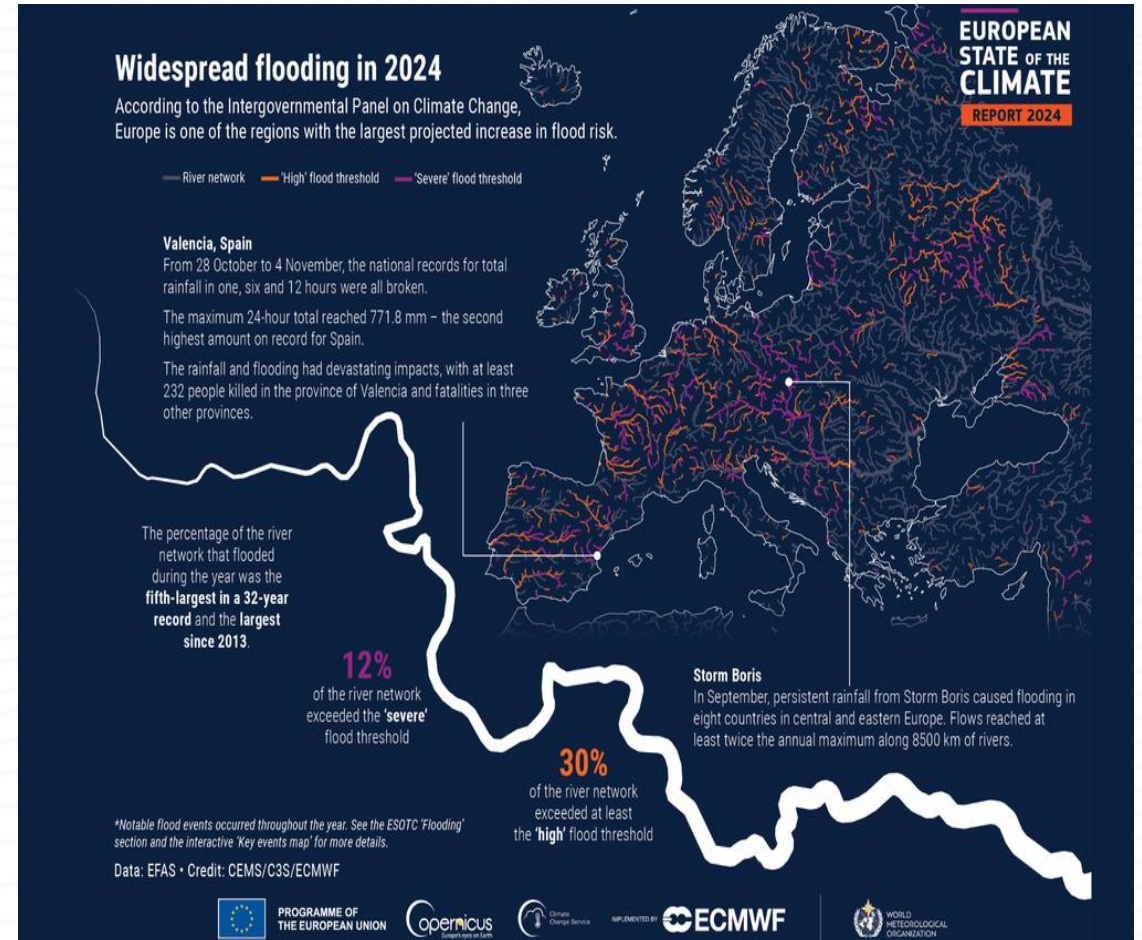 EUROPEAN
STATE OF THE
CLIMATE
REPORT 2024
Widespread flooding in 2024
According to the Intergovernmental Panel on Climate Change,
Europe is one of the regions with the largest projected increase in flood risk.
River network
'High' flood threshold
'Severe' flood threshold
Valencia, Spain
From 28 October to 4 November, the national records for total
rainfall in one, six and 12 hours were all broken.
The maximum 24-hour total reached 771.8 mm – the second
highest amount on record for Spain.
The rainfall and flooding had devastating impacts, with at least
232 people killed in the province of Valencia and fatalities in three
other provinces.
The percentage of the river
network that flooded
during the year was the
fifth-largest in a 32-year
record and the largest
since 2013.
12%
of the river network
exceeded the 'severe'
flood threshold
30%
of the river network
exceeded at least
the 'high' flood threshold
Storm Boris
In September, persistent rainfall from Storm Boris caused flooding in
eight countries in central and eastern Europe. Flows reached at
least twice the annual maximum along 8500 km of rivers.
*Notable flood events occurred throughout the year. See the ESOTC 'Flooding'
section and the interactive 'Key events map' for more details.
Data: EFAS • Credit: CEMS/C3S/ECMWF
PROGRAMME OF
THE EUROPEAN UNION
Copernicus
Europe's eyes on Earth
Climate
Change Service
IMPLEMENTED BY
ECMWF
WORLD
METEOROLOGICAL
ORGANIZATION